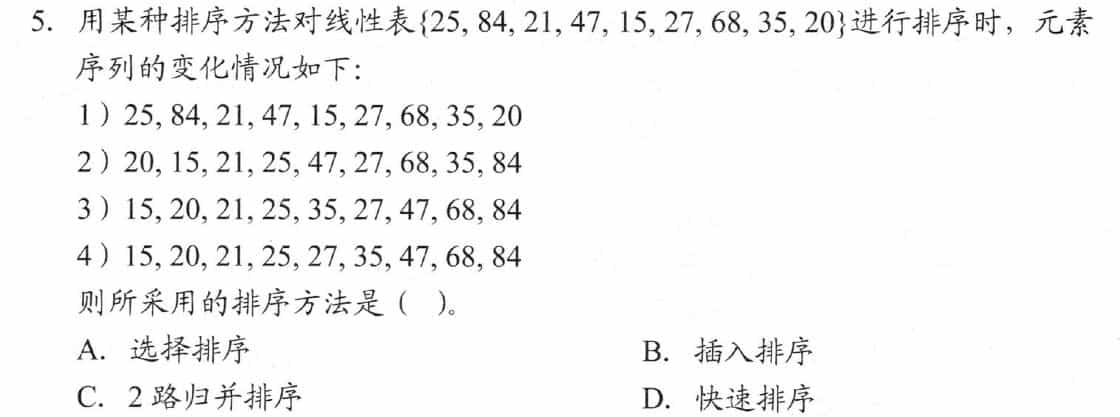 5. 用某种排序方法对线性表{25, 84, 21, 47, 15, 27, 68, 35, 20}进行排序时，元素
序列的变化情况如下：
1）25, 84, 21, 47, 15, 27, 68, 35, 20
2）20, 15, 21, 25, 47, 27, 68, 35, 84
3）15, 20, 21, 25, 35, 27, 47, 68, 84
4）15, 20, 21, 25, 27, 35, 47, 68, 84
则所采用的排序方法是（ ）。
A. 选择排序 B. 插入排序
C. 2 路归并排序 D. 快速排序